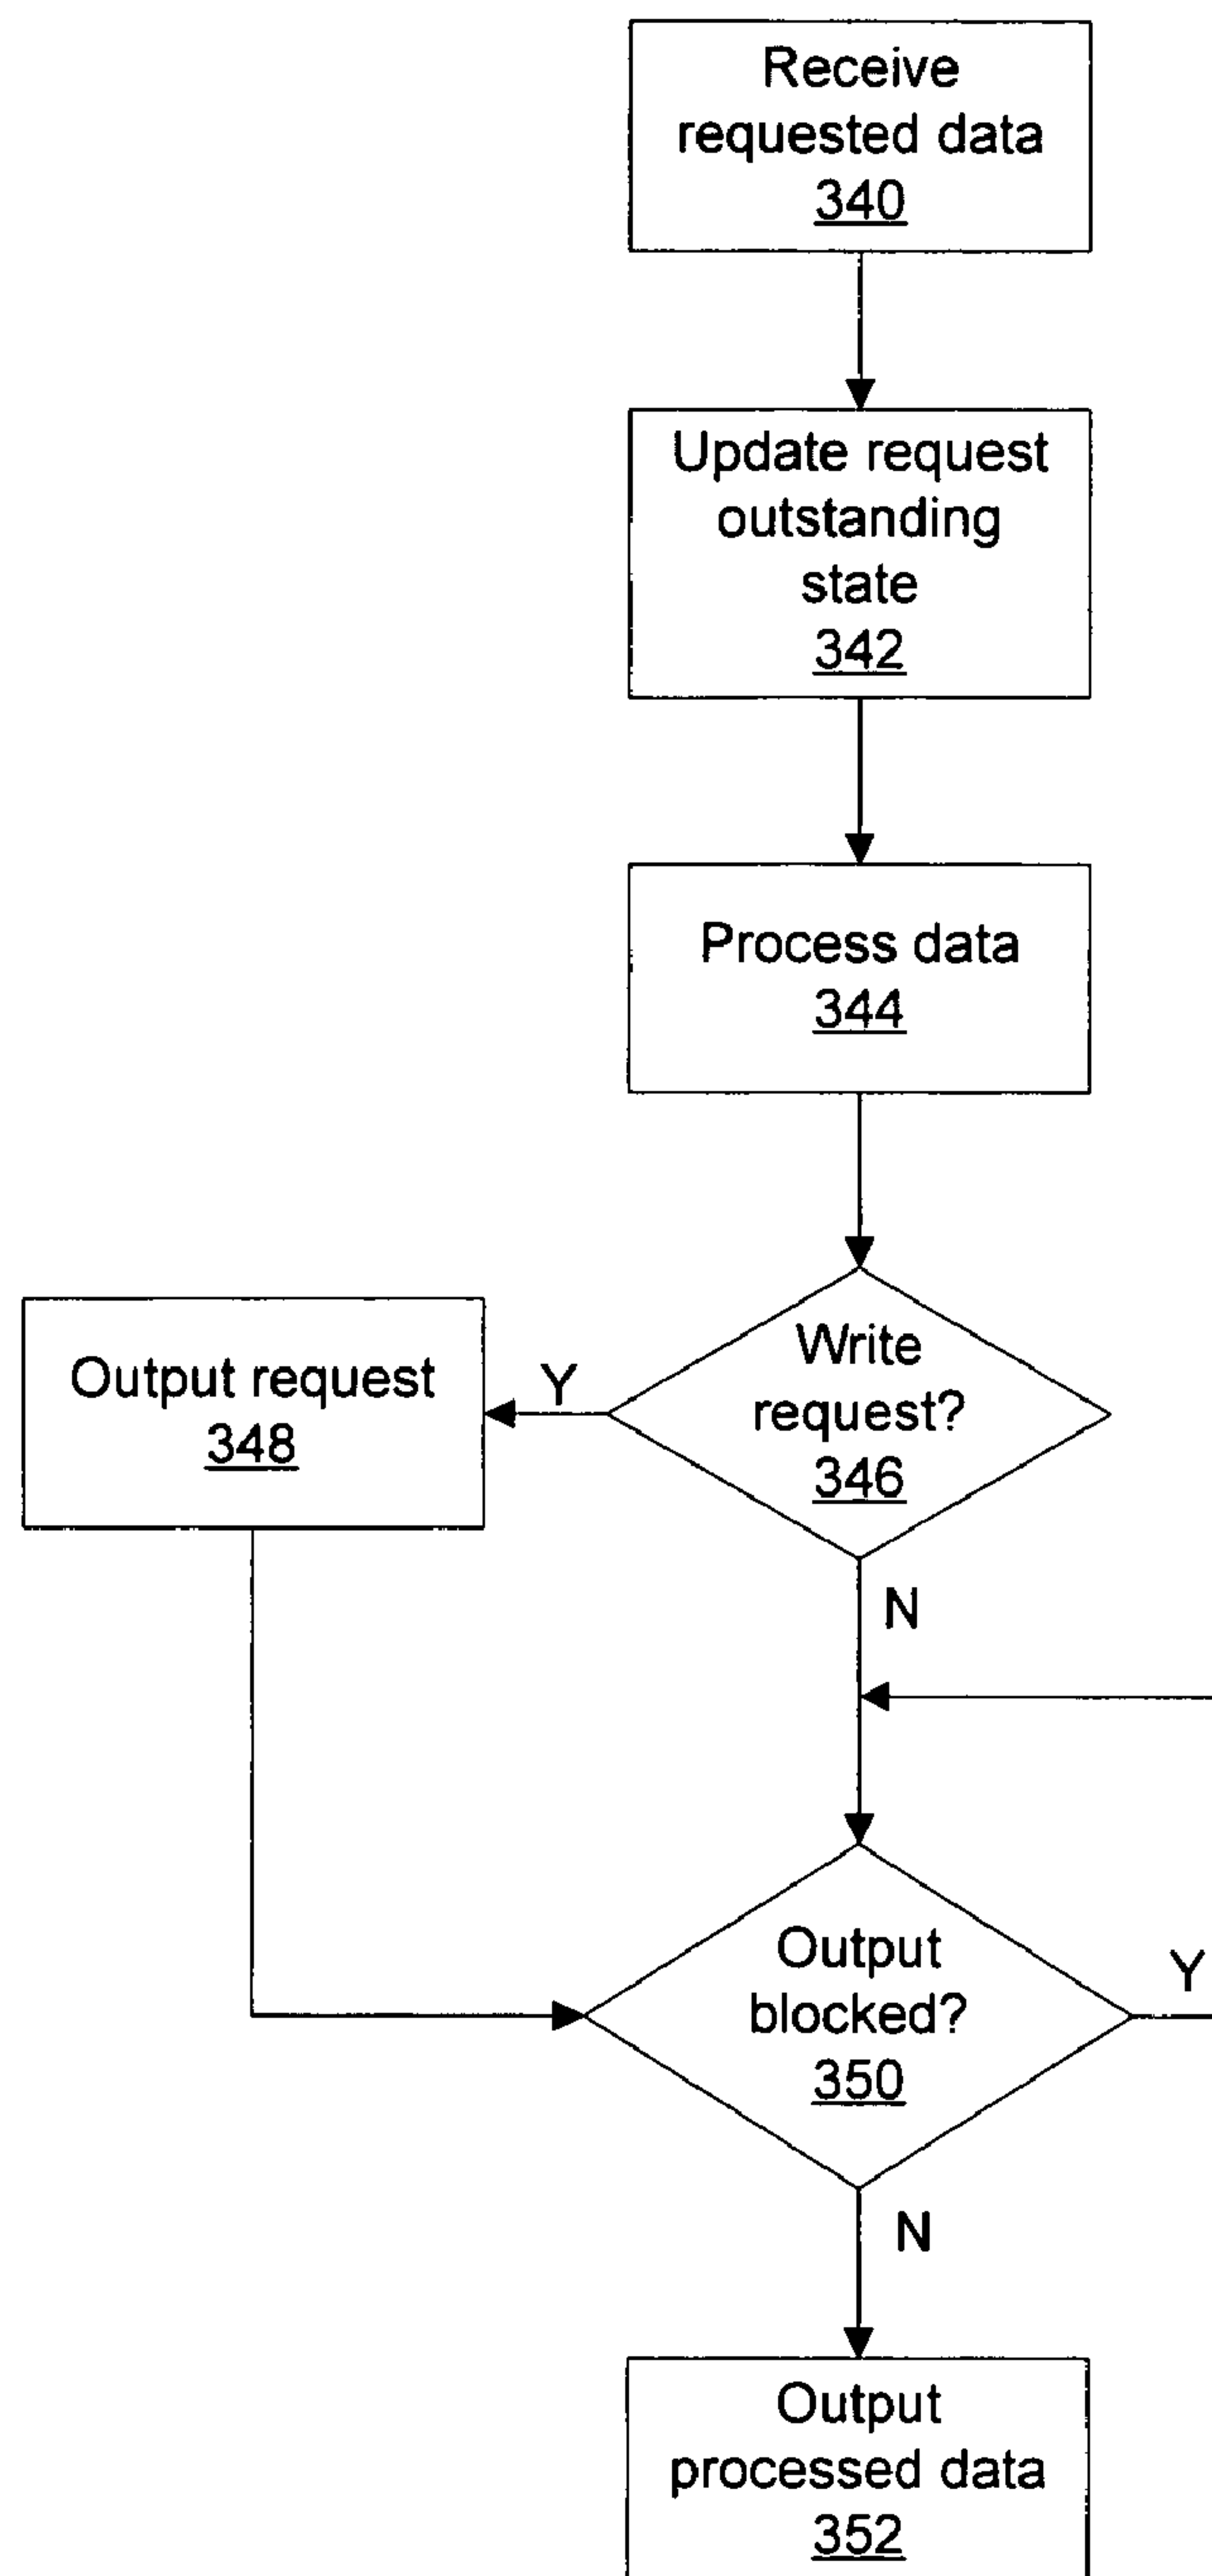 Receive
requested data
340
Update request
outstanding
state
342
Process data
344
Write
request?
346
Y
Output request
348
N
Output
blocked?
350
Y
N
Output
processed data
352